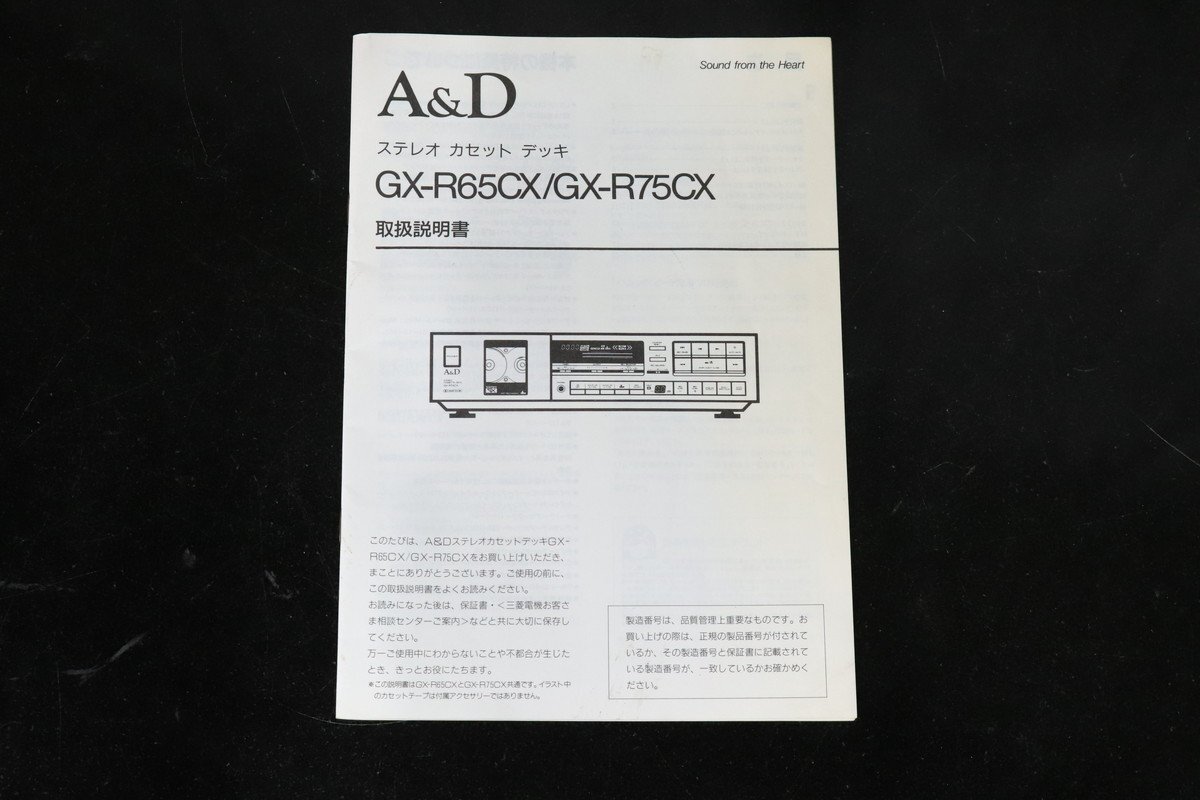 Sound from the Heart
A&D
ステレオ カセット デッキ
GX-R65CX/GX-R75CX
取扱説明書
A&D
このたびは、A&DステレオカセットデッキGX-
R65CX/GX-R75CXをお買い上げいただき、
まことにありがとうございます。ご使用の前に、
この取扱説明書をよくお読みください。
お読みになった後は、保証書・<三菱電機お客さ
ま相談センターご案内>などと共に大切に保存し
てください。
万一ご使用中にわからないことや不都合が生じた
とき、きっとお役にたちます。
*この説明書はGX-R65CXとGX-R75CX共通です。イラスト中
のカセットテープは付属アクセサリーではありません。
製造番号は、品質管理上重要なものです。お
買い上げの際は、正規の製品番号が付されて
いるか、その製造番号と保証書に記載されて
いる製造番号が、一致しているかお確かめく
ださい。